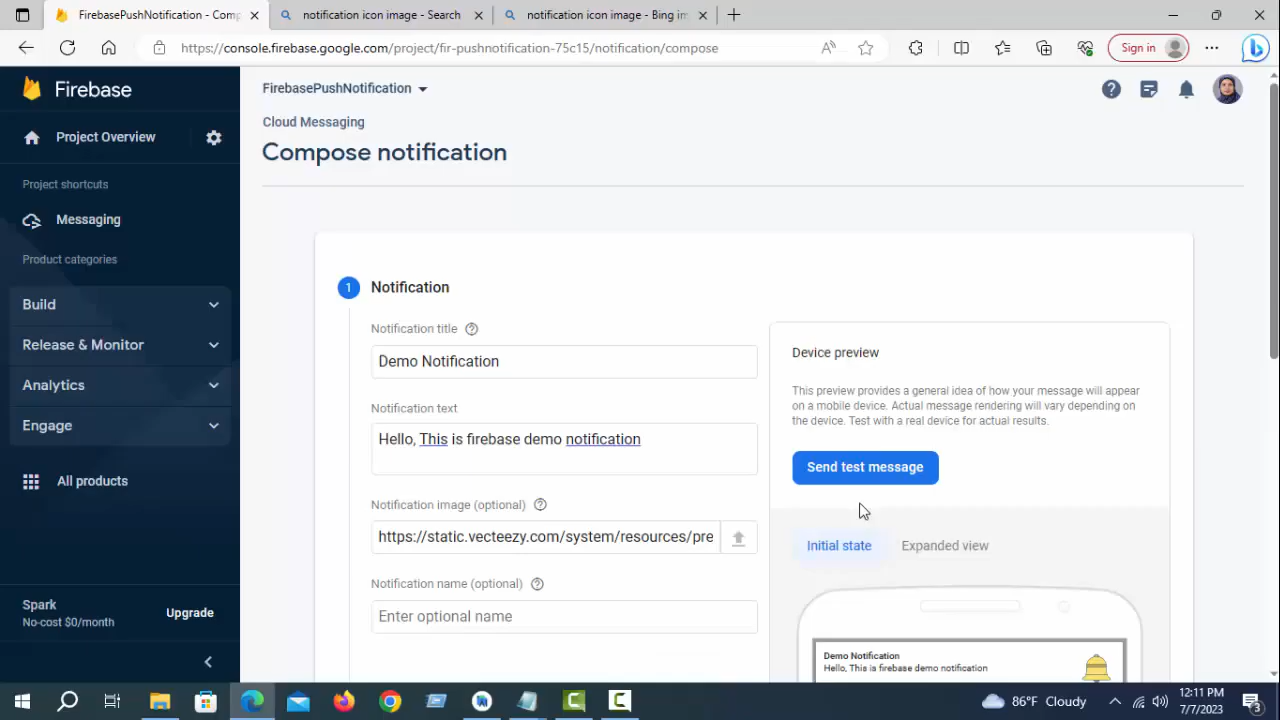 FirebasePushNotification - Comp
notification icon image - Search
notification icon image - Bing im
https://console.firebase.google.com/project/fir-pushnotification-75c15/notification/compose
Sign in
Firebase
FirebasePushNotification
Project Overview
Cloud Messaging
Compose notification
Project shortcuts
Messaging
Product categories
Build
Release & Monitor
Analytics
Engage
All products
Spark
No-cost $0/month
Upgrade
1 Notification
Notification title
Demo Notification
Notification text
Hello, This is firebase demo notification
Notification image (optional)
https://static.vecteezy.com/system/resources/pre
Notification name (optional)
Enter optional name
Device preview
This preview provides a general idea of how your message will appear
on a mobile device. Actual message rendering will vary depending on
the device. Test with a real device for actual results.
Send test message
Initial state
Expanded view
Demo Notification
Hello, This is firebase demo notification
86°F Cloudy
12:11 PM
7/7/2023
3